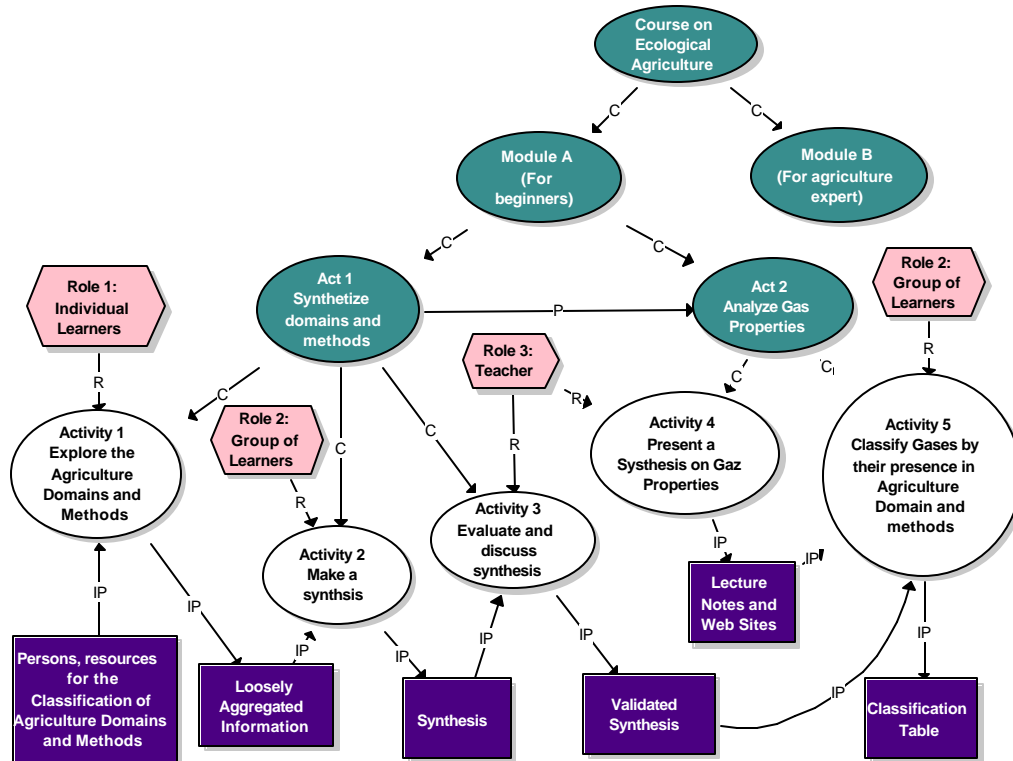 Course on
Ecological
Agriculture
C
C
Module A
(For
beginners)
Module B
(For agriculture
expert)
C
C
Role 1:
Individual
Learners
Act 1
Synthetize
domains and
methods
P
Act 2
Analyze Gas
Properties
Role 2:
Group of
Learners
Role 3:
Teacher
R
C
C
C
R
R
C
C
R
Role 2:
Group of
Learners
R
Activity 1
Explore the
Agriculture
Domains and
Methods
Activity 2
Make a
synthsis
Activity 3
Evaluate and
discuss
synthesis
Activity 4
Present a
Systhesis on Gaz
Properties
Activity 5
Classify Gases by
their presence in
Agriculture
Domain and
methods
IP
IP
IP
IP
IP
IP
IP
IP
IP
IP
Persons, resources
for the
Classification of
Agriculture Domains
and Methods
Loosely
Aggregated
Information
Synthesis
Validated
Synthesis
Lecture
Notes and
Web Sites
Classification
Table